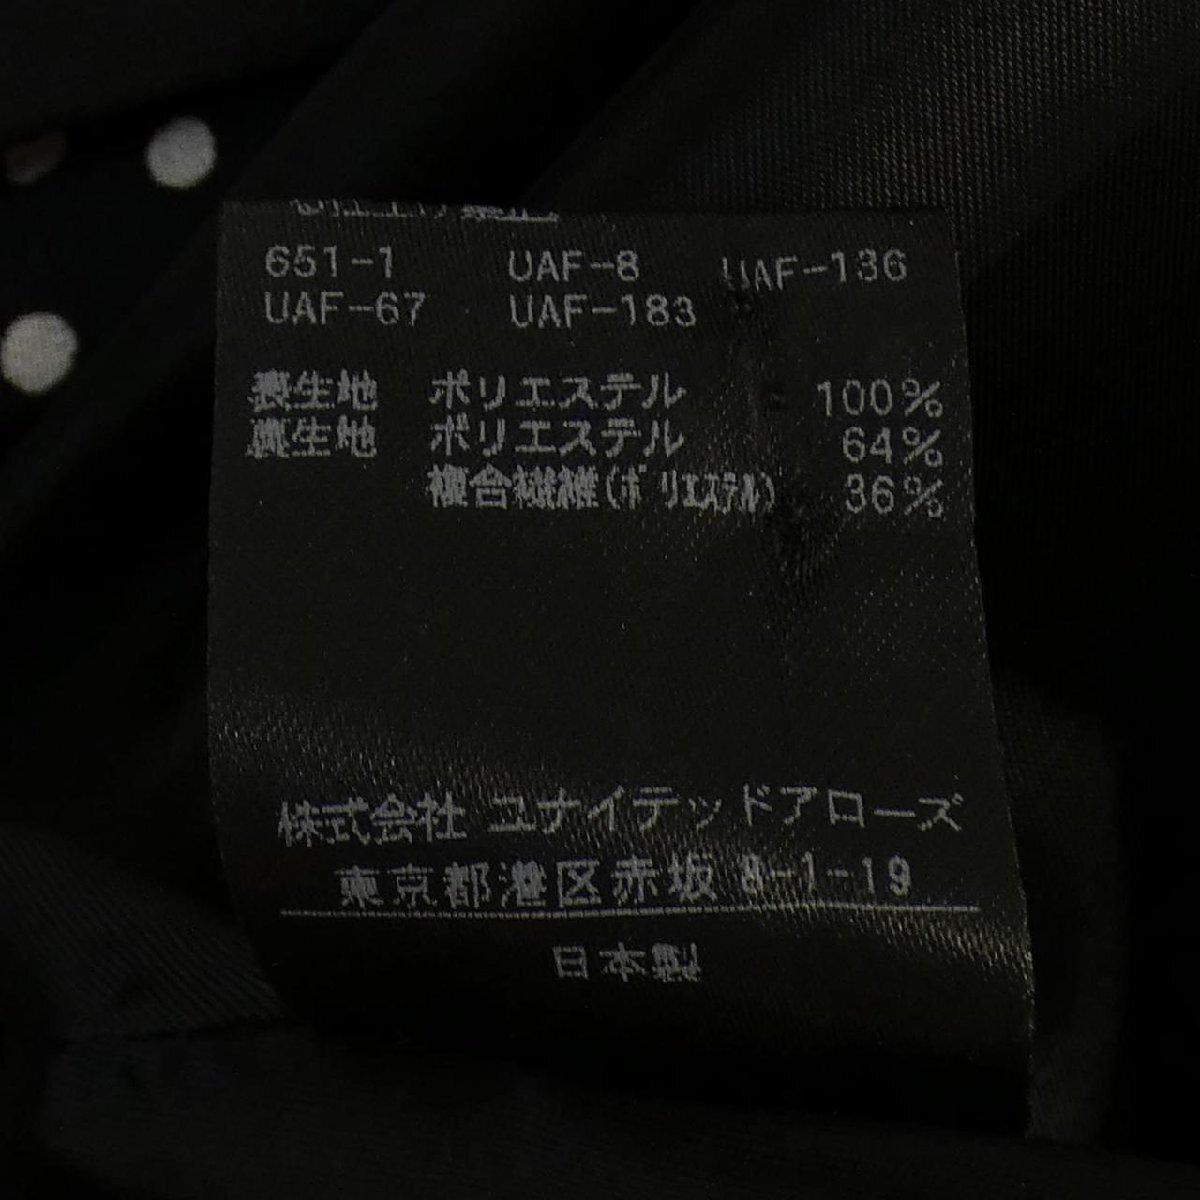 651-1 UAF-8 UAF-136
UAF-67 UAF-183
表生地 ポリエステル 100%
裏生地 ポリエステル 64%
複合繊維(ポリエステル) 36%
株式会社 ユナイテッドアローズ
東京都港区赤坂 8-1-19
日本製